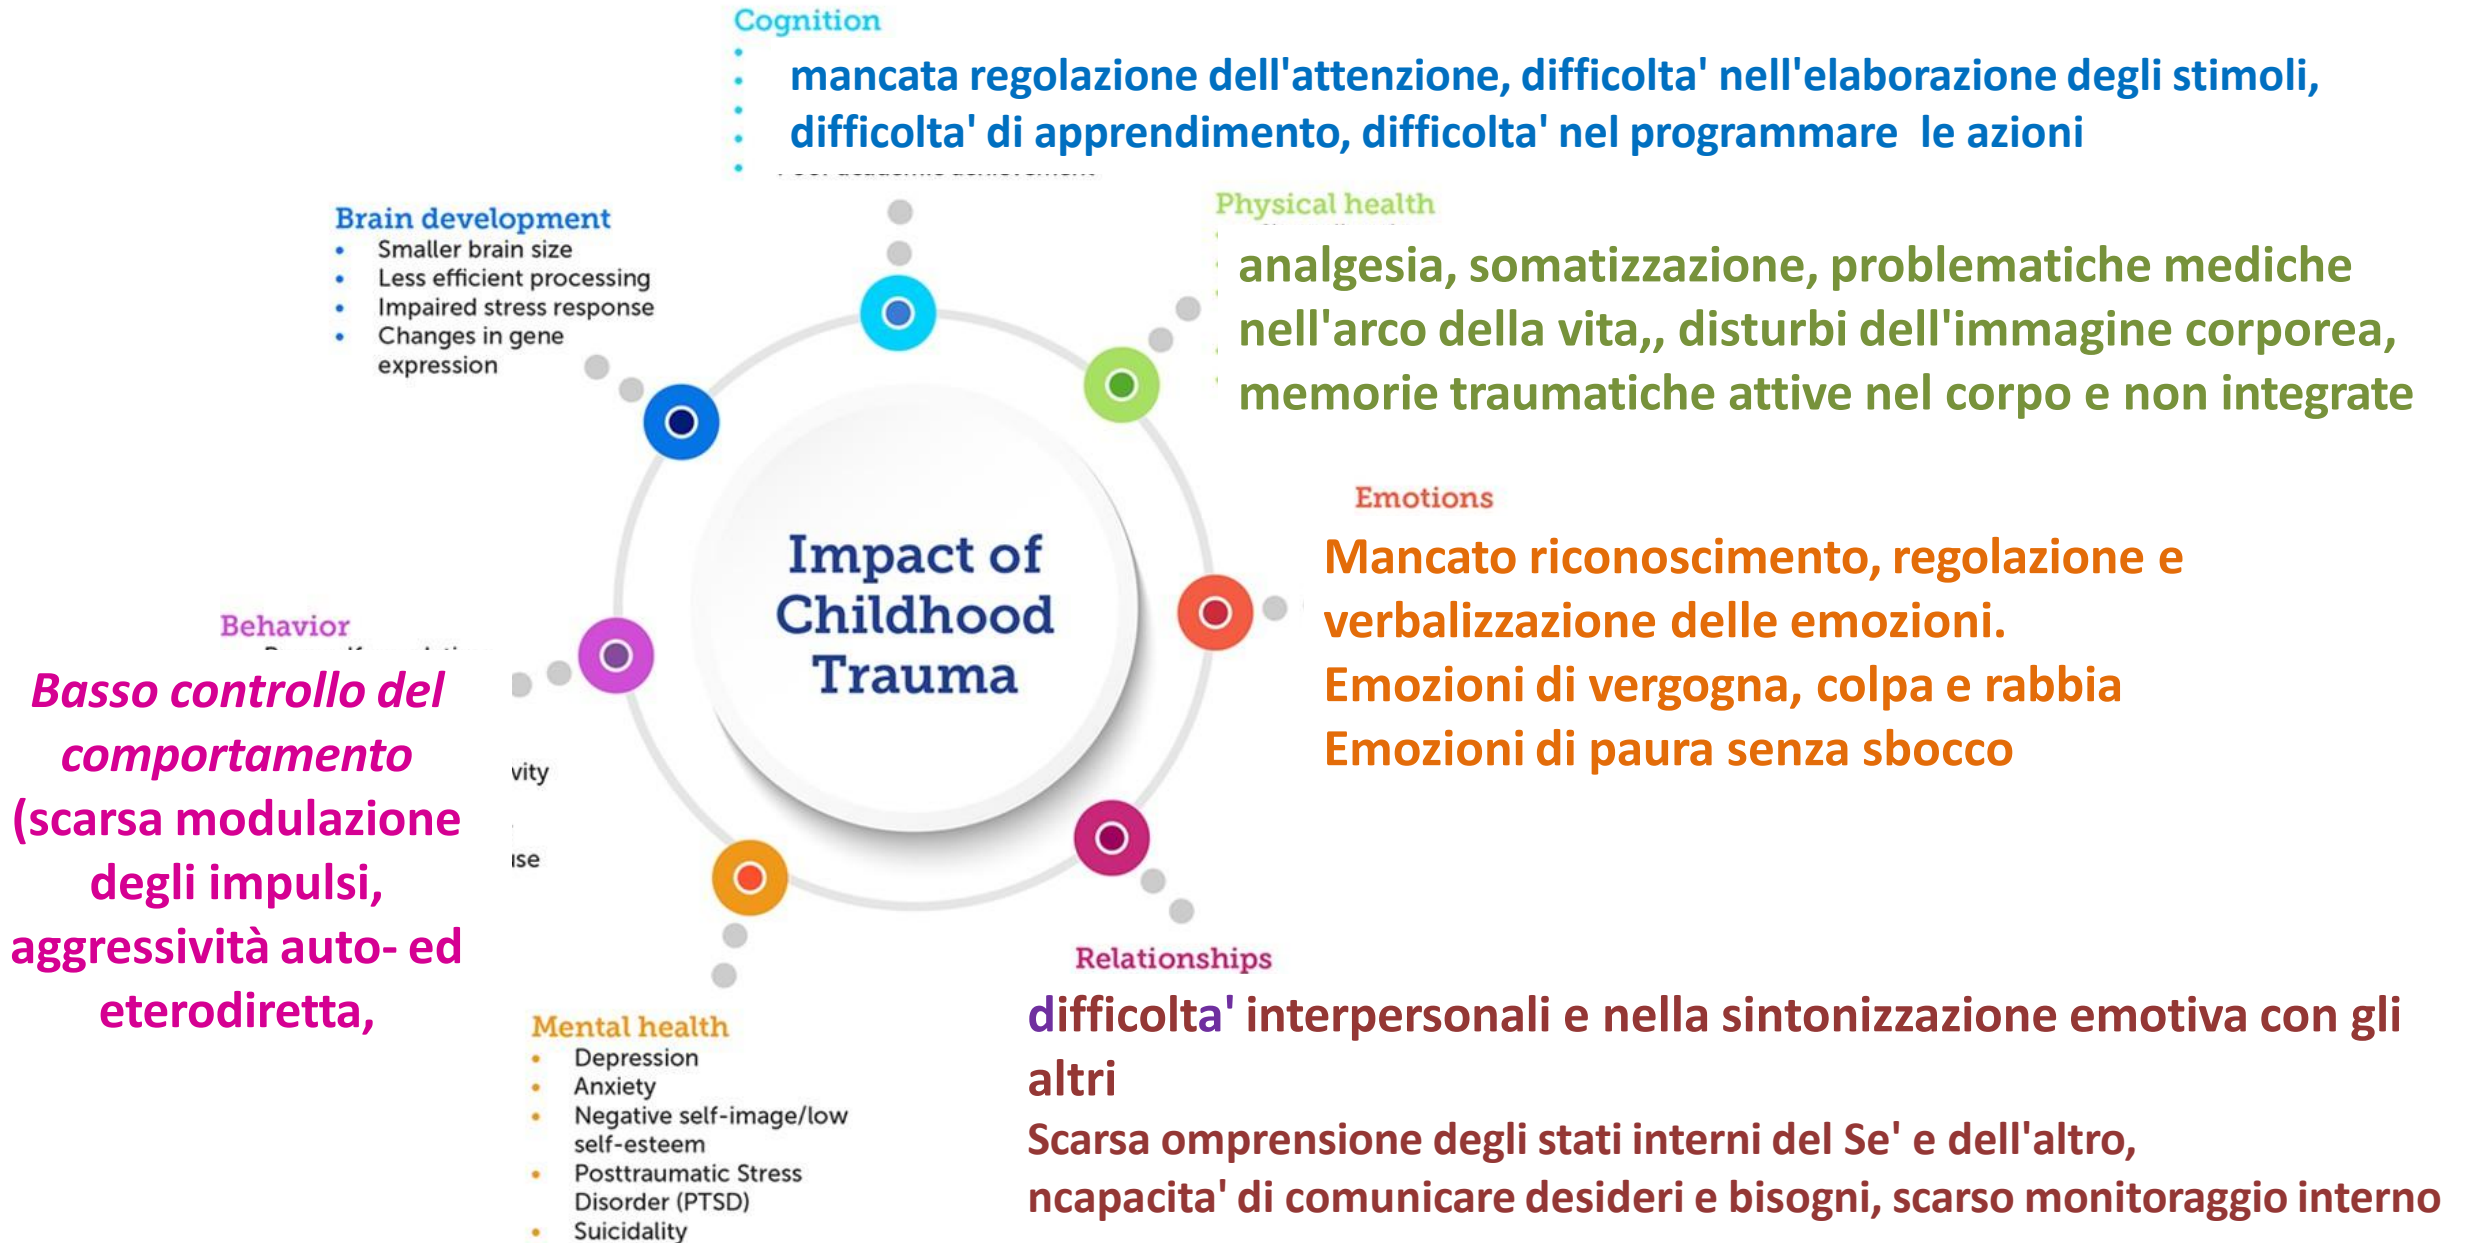 Cognition
mancata regolazione dell'attenzione, difficolta' nell'elaborazione degli stimoli,
difficolta' di apprendimento, difficolta' nel programmare le azioni
Brain development
• Smaller brain size
• Less efficient processing
• Impaired stress response
• Changes in gene
expression
Physical health
analgesia, somatizzazione, problematiche mediche
nell'arco della vita,, disturbi dell'immagine corporea,
memorie traumatiche attive nel corpo e non integrate
Emotions
Mancato riconoscimento, regolazione e
verbalizzazione delle emozioni.
Emozioni di vergogna, colpa e rabbia
Emozioni di paura senza sbocco
Impact of
Childhood
Trauma
Behavior
Basso controllo del
comportamento
(scarsa modulazione
degli impulsi,
aggressività auto- ed
eterodiretta,
vity
use
Relationships
difficolta' interpersonali e nella sintonizzazione emotiva con gli
altri
Scarsa omprensione degli stati interni del Se' e dell'altro,
ncapacita' di comunicare desideri e bisogni, scarso monitoraggio interno
Mental health
• Depression
• Anxiety
• Negative self-image/low
self-esteem
• Posttraumatic Stress
Disorder (PTSD)
• Suicidality